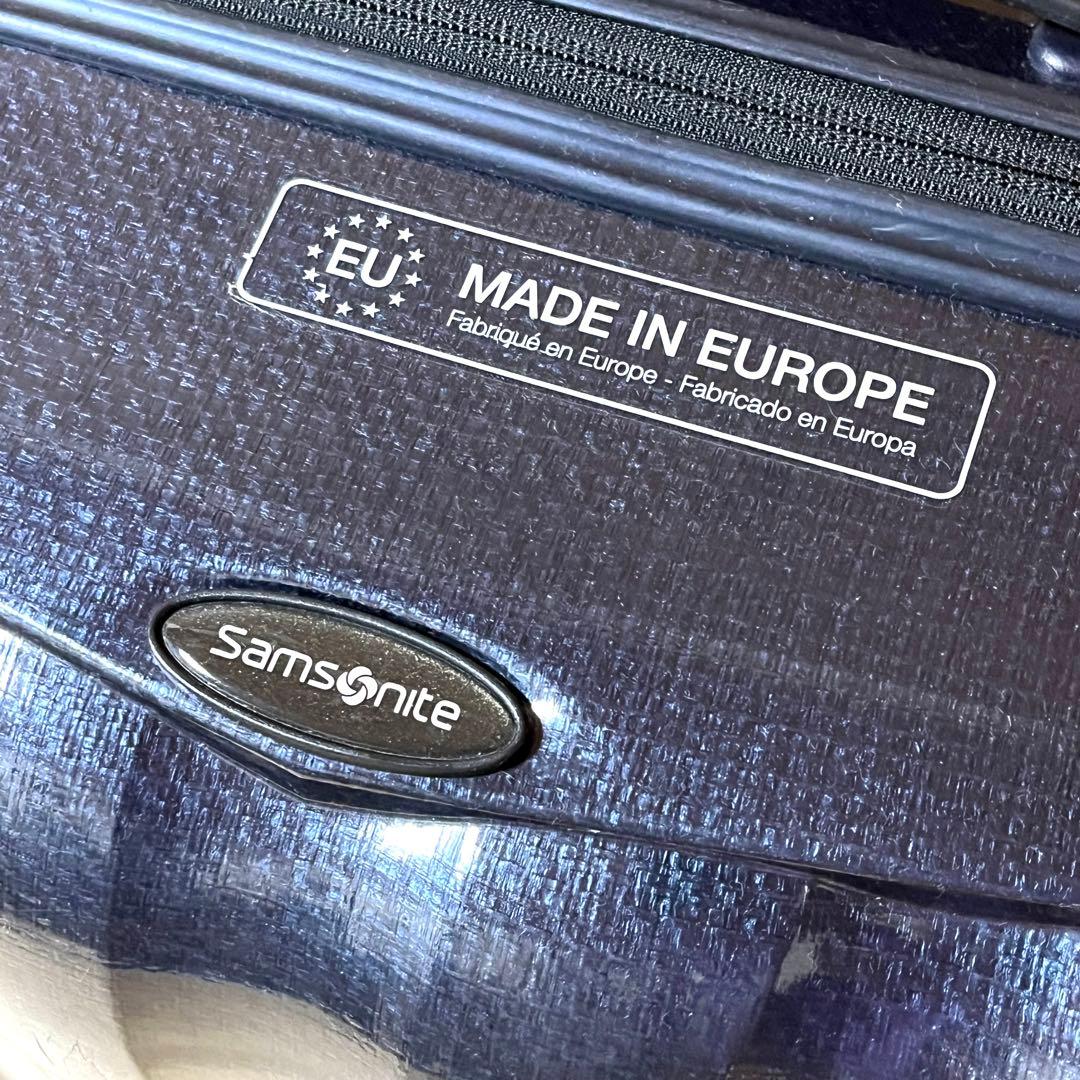 EU
MADE IN EUROPE
Fabriqué en Europe - Fabricado en Europa
Samsonite